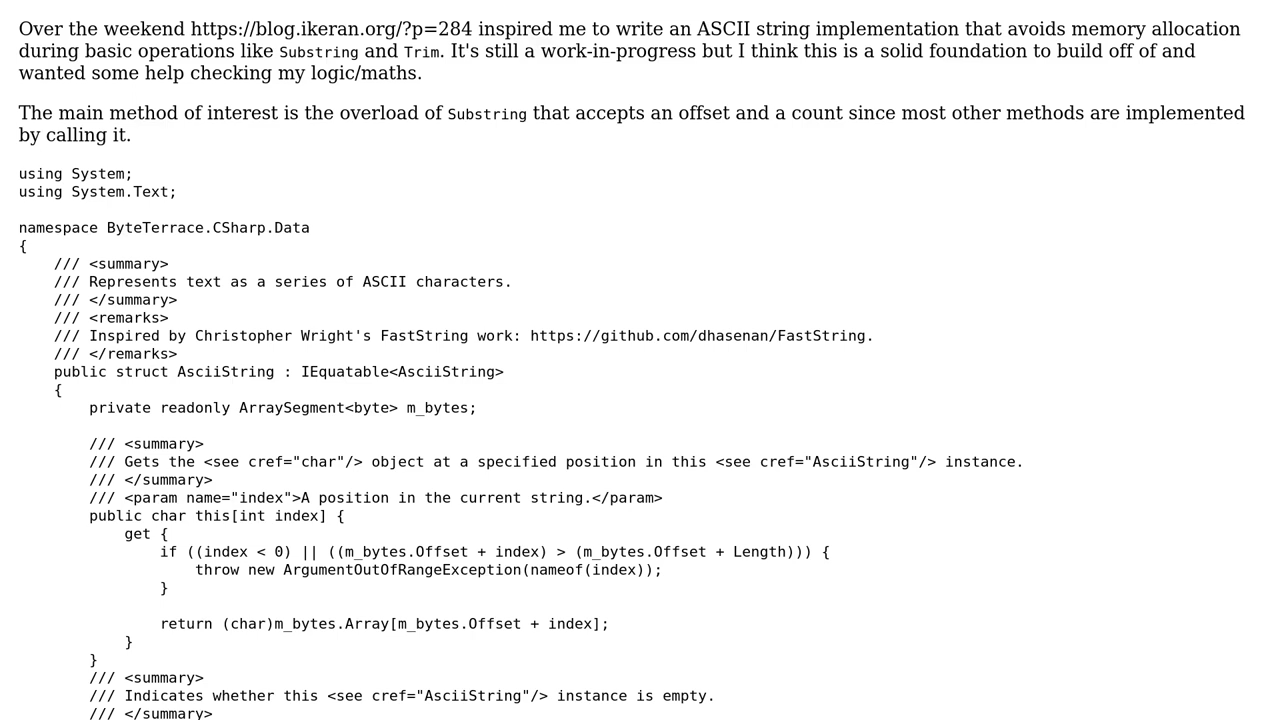 Over the weekend https://blog.ikeran.org/?p=284 inspired me to write an ASCII string implementation that avoids memory allocation
during basic operations like Substring and Trim. It's still a work-in-progress but I think this is a solid foundation to build off of and
wanted some help checking my logic/maths.
The main method of interest is the overload of Substring that accepts an offset and a count since most other methods are implemented
by calling it.
using System;
using System.Text;
namespace ByteTerrace.CSharp.Data
{
    /// <summary>
    /// Represents text as a series of ASCII characters.
    /// </summary>
    /// <remarks>
    /// Inspired by Christopher Wright's FastString work: https://github.com/dhasenan/FastString.
    /// </remarks>
    public struct AsciiString : IEquatable<AsciiString>
    {
        private readonly ArraySegment<byte> m_bytes;
        /// <summary>
        /// Gets the <see cref="char"/> object at a specified position in this <see cref="AsciiString"/> instance.
        /// </summary>
        /// <param name="index">A position in the current string.</param>
        public char this[int index] {
            get {
                if ((index < 0) || ((m_bytes.Offset + index) > (m_bytes.Offset + Length))) {
                    throw new ArgumentOutOfRangeException(nameof(index));
                }
                return (char)m_bytes.Array[m_bytes.Offset + index];
            }
        }
        /// <summary>
        /// Indicates whether this <see cref="AsciiString"/> instance is empty.
        /// </summary>